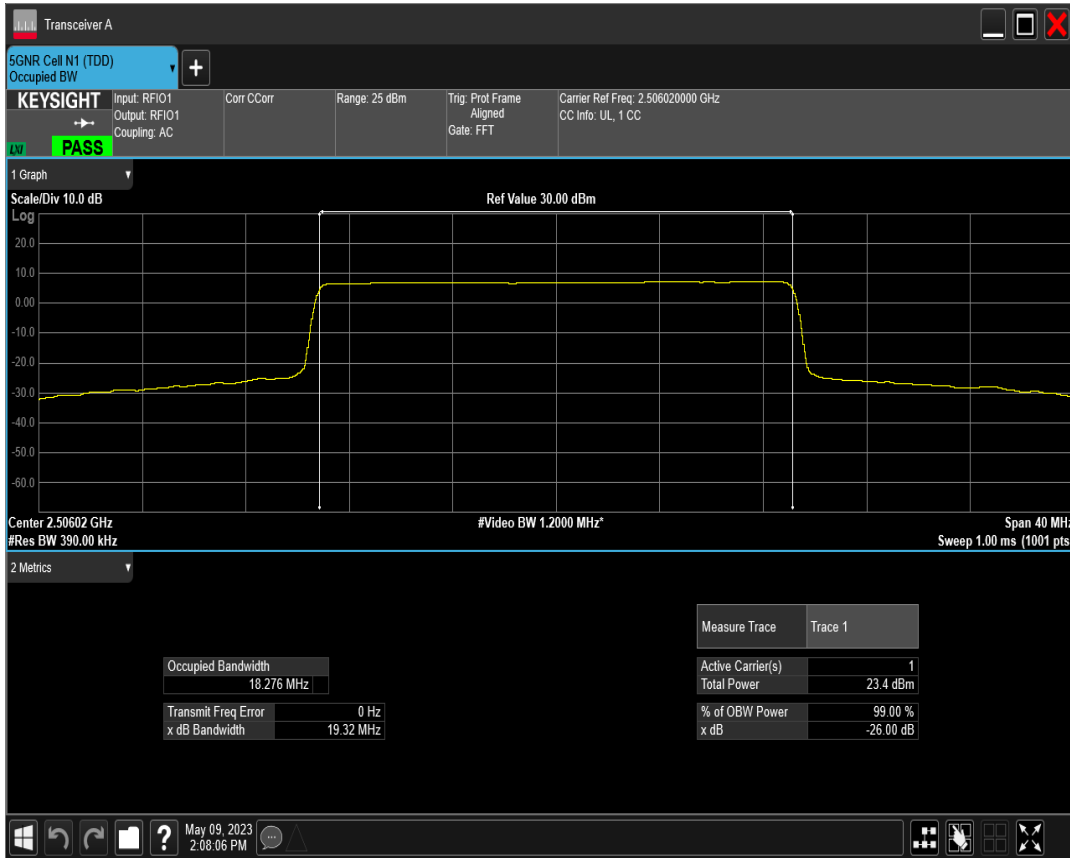 Transceiver A
5GNR Cell N1 (TDD)
Occupied BW
+
KEYSIGHT
LXI
PASS
Input: RFIO1
Output: RFIO1
Coupling: AC
Corr CCorr
Range: 25 dBm
Trig: Prot Frame
Aligned
Gate: FFT
Carrier Ref Freq: 2.506020000 GHz
CC Info: UL, 1 CC
1 Graph
Scale/Div 10.0 dB
Ref Value 30.00 dBm
Log
20.0
10.0
0.00
-10.0
-20.0
-30.0
-40.0
-50.0
-60.0
Center 2.50602 GHz
#Video BW 1.2000 MHz*
Span 40 MHz
#Res BW 390.00 kHz
Sweep 1.00 ms (1001 pts
2 Metrics
Measure Trace Trace 1
Occupied Bandwidth
18.276 MHz
Active Carrier(s) 1
Total Power 23.4 dBm
Transmit Freq Error 0 Hz
x dB Bandwidth 19.32 MHz
% of OBW Power 99.00 %
x dB -26.00 dB
?
May 09, 2023
2:08:06 PM